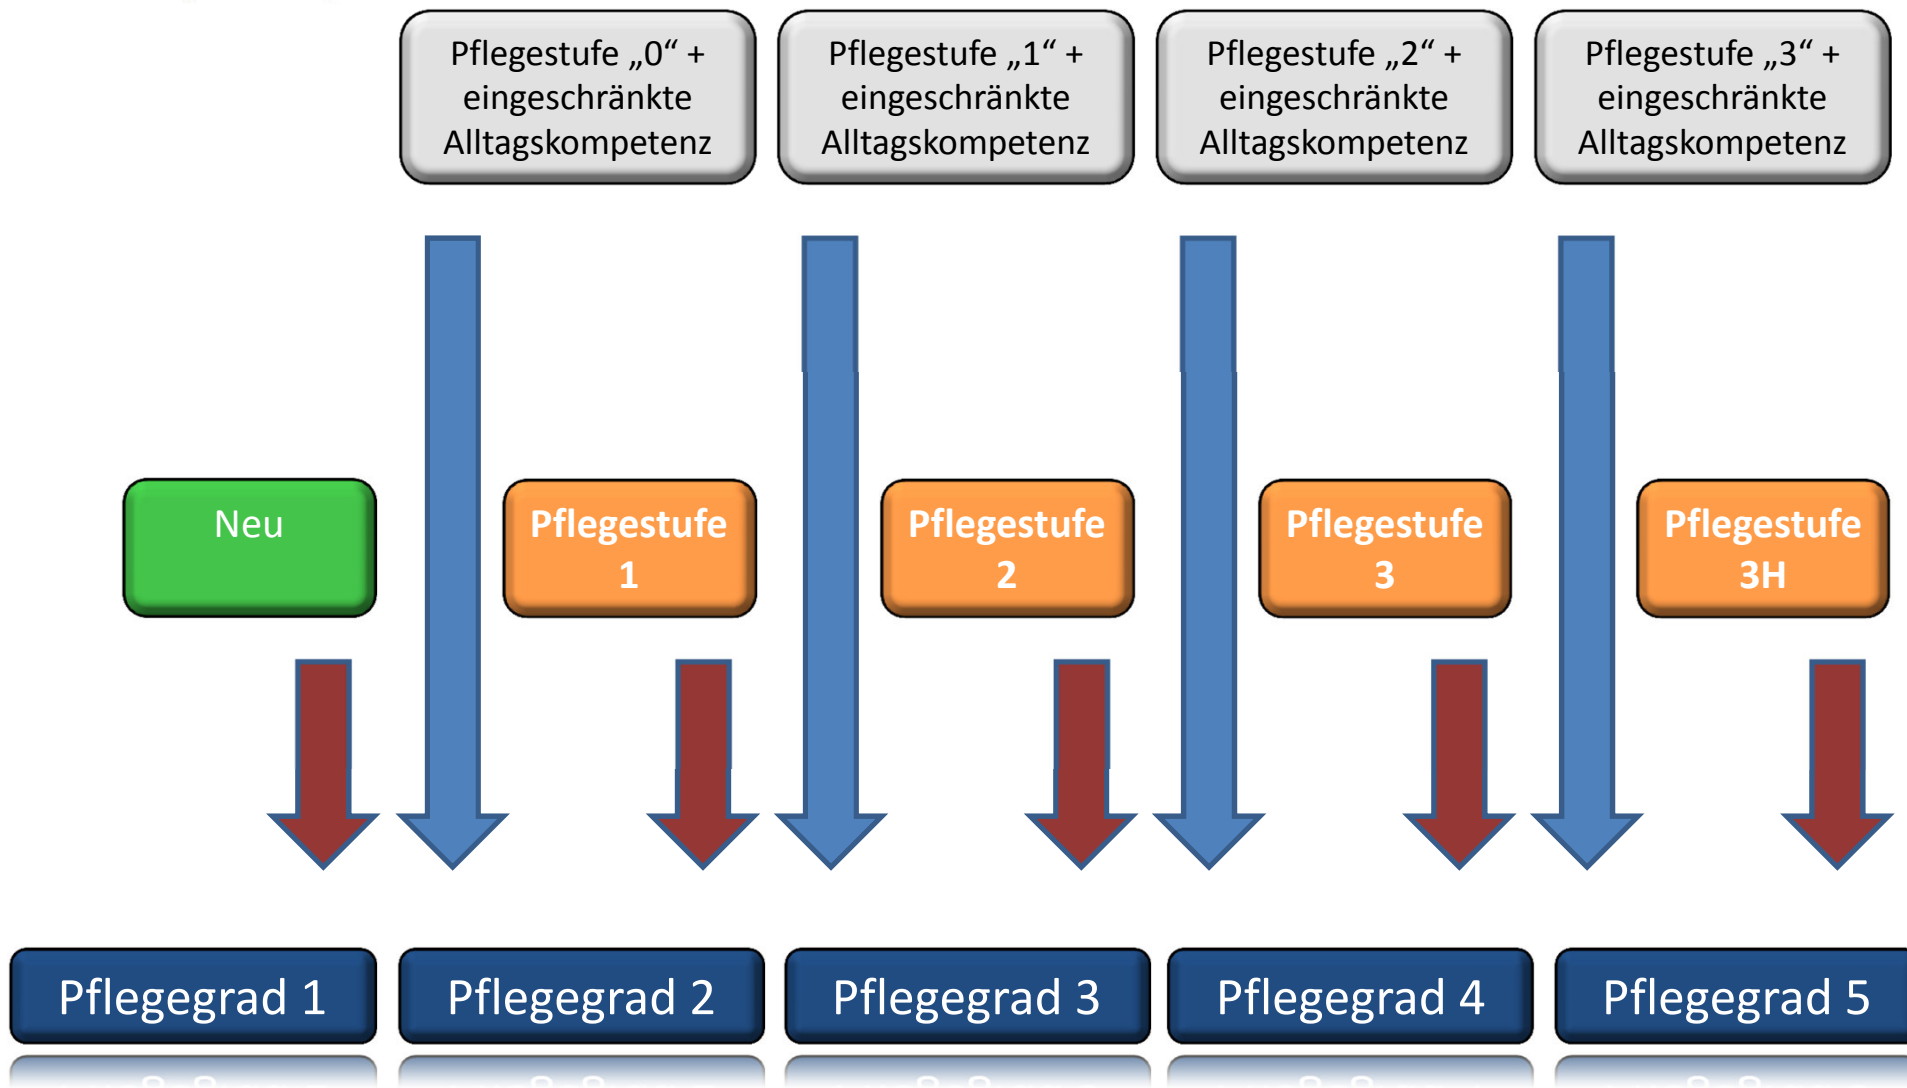 Pflegestufe „0“ +
eingeschränkte
Alltagskompetenz
Pflegestufe „1“ +
eingeschränkte
Alltagskompetenz
Pflegestufe „2“ +
eingeschränkte
Alltagskompetenz
Pflegestufe „3“ +
eingeschränkte
Alltagskompetenz
Neu
Pflegestufe
1
Pflegestufe
2
Pflegestufe
3
Pflegestufe
3H
Pflegegrad 1
Pflegegrad 2
Pflegegrad 3
Pflegegrad 4
Pflegegrad 5